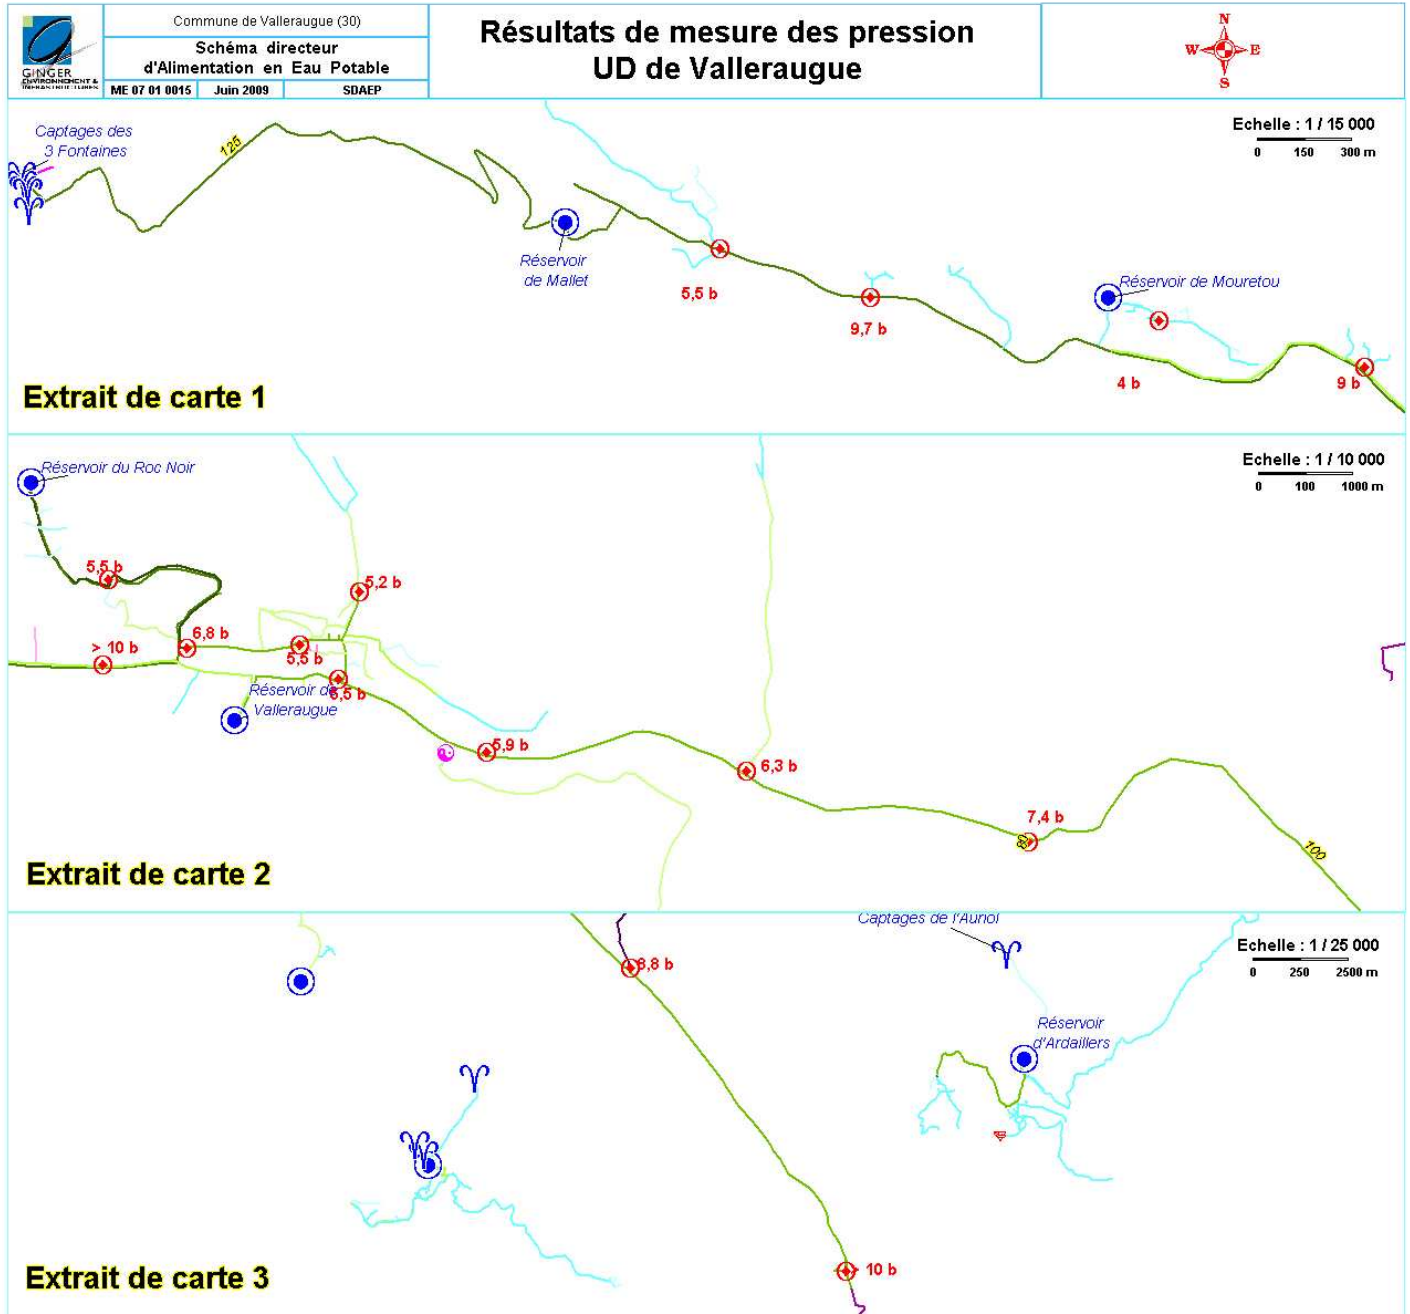 GINGER
ENVIRONNEMENT &
INFRASTRUCTURES
Commune de Valleraugue (30)
Schéma directeur
d'Alimentation en Eau Potable
ME 07 01 0015
Juin 2009
SDAEP
Résultats de mesure des pression
UD de Valleraugue
N
W
E
S
Captages des
3 Fontaines
125
Echelle : 1 / 15 000
0 150 300 m
Réservoir
de Mallet
5,5 b
9,7 b
Réservoir de Mouretou
4 b
9 b
Extrait de carte 1
Réservoir du Roc Noir
Echelle : 1 / 10 000
0 100 1000 m
5,5 b
5,2 b
6,8 b
> 10 b
5,5 b
6,5 b
Réservoir de
Valleraugue
5,9 b
6,3 b
7,4 b
80
100
Extrait de carte 2
Captages de l'Auriol
Echelle : 1 / 25 000
0 250 2500 m
8,8 b
Réservoir
d'Ardaillers
10 b
Extrait de carte 3